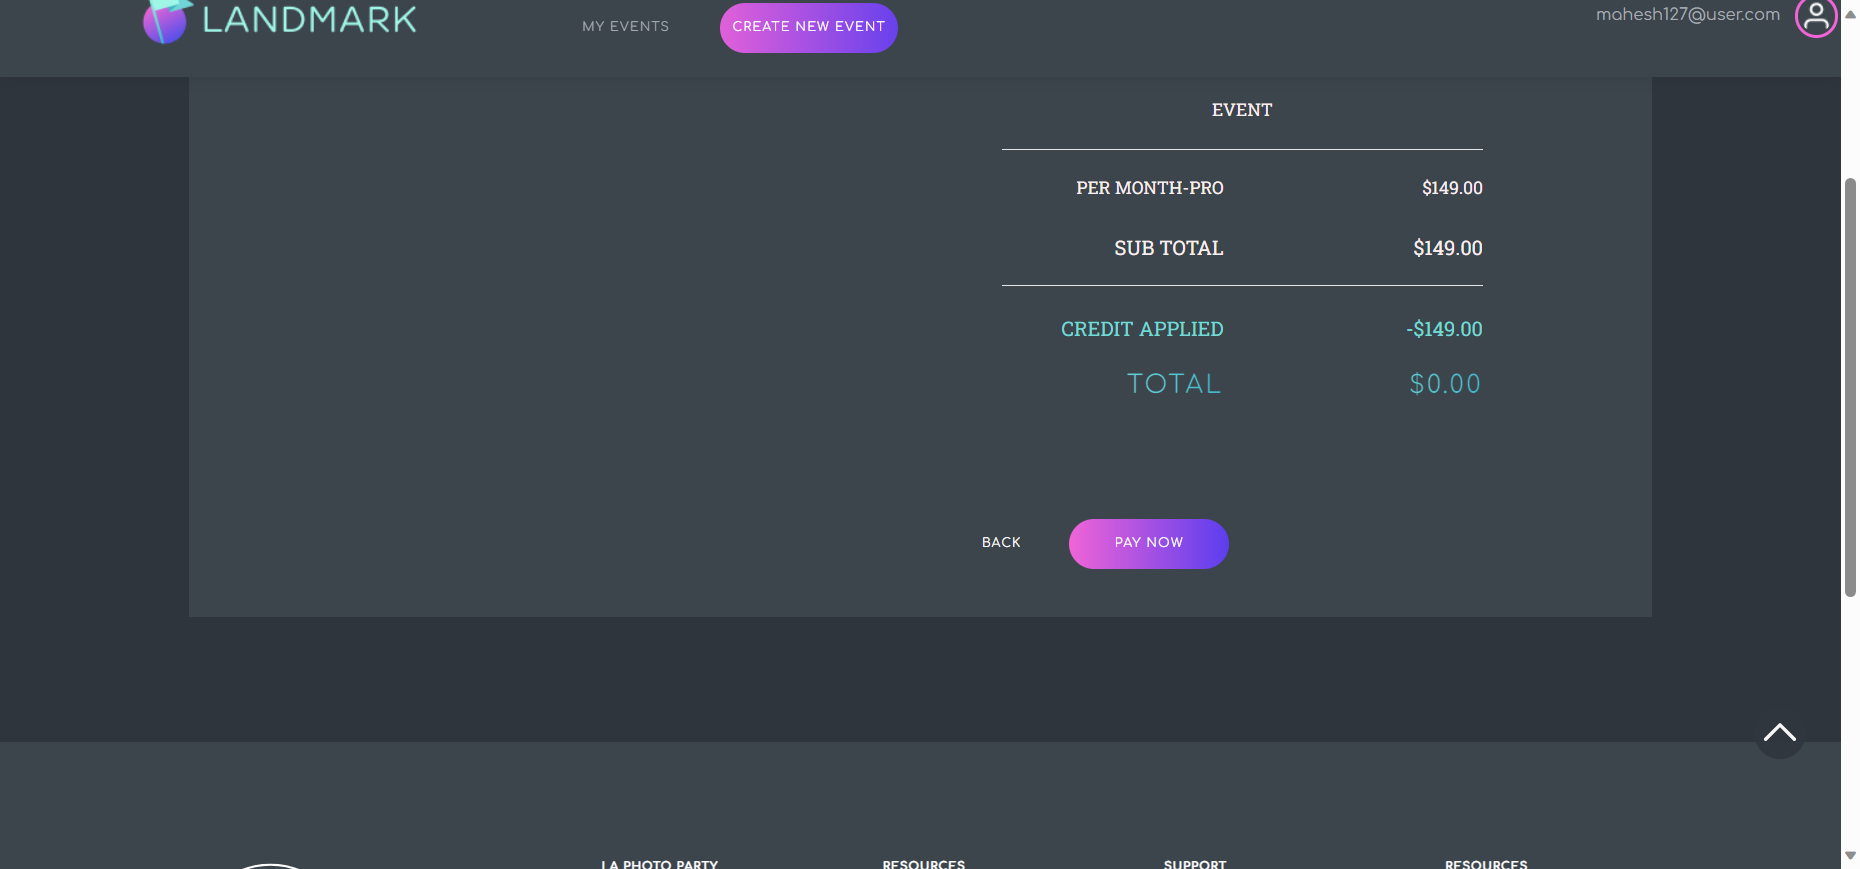 LANDMARK
MY EVENTS
CREATE NEW EVENT
mahesh127@user.com
EVENT
PER MONTH-PRO $149.00
SUB TOTAL $149.00
CREDIT APPLIED -$149.00
TOTAL $0.00
BACK
PAY NOW
LA PHOTO PARTY
RESOURCES
SUPPORT
RESOURCES